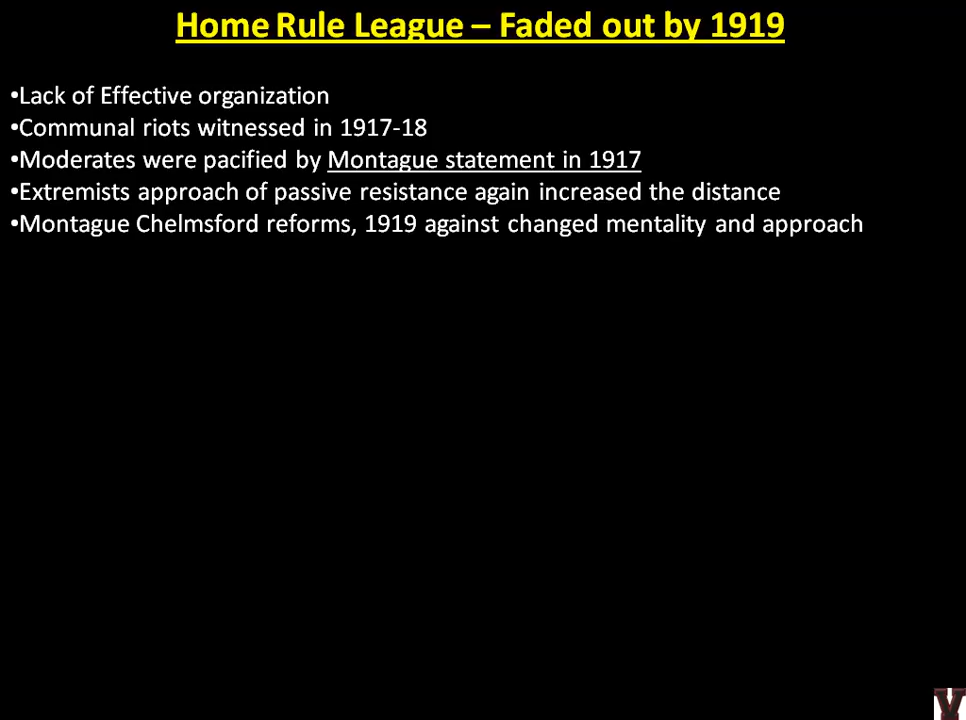 Home Rule League – Faded out by 1919
•Lack of Effective organization
•Communal riots witnessed in 1917-18
•Moderates were pacified by Montague statement in 1917
•Extremists approach of passive resistance again increased the distance
•Montague Chelmsford reforms, 1919 against changed mentality and approach